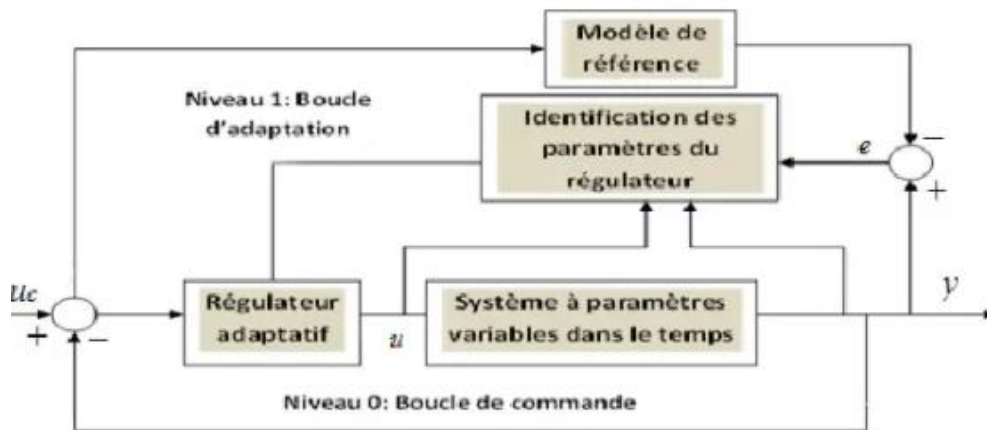 Modèle de
référence
Niveau 1: Boucle
d'adaptation
Identification des
paramètres du
régulateur
e
−
+
uc
+
−
Régulateur
adaptatif
u
Système à paramètres
variables dans le temps
y
Niveau 0: Boucle de commande